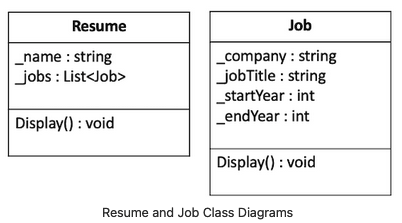 Resume
_name : string
_jobs : List<Job>
Display() : void
Job
_company : string
_jobTitle : string
_startYear : int
_endYear : int
Display() : void
Resume and Job Class Diagrams